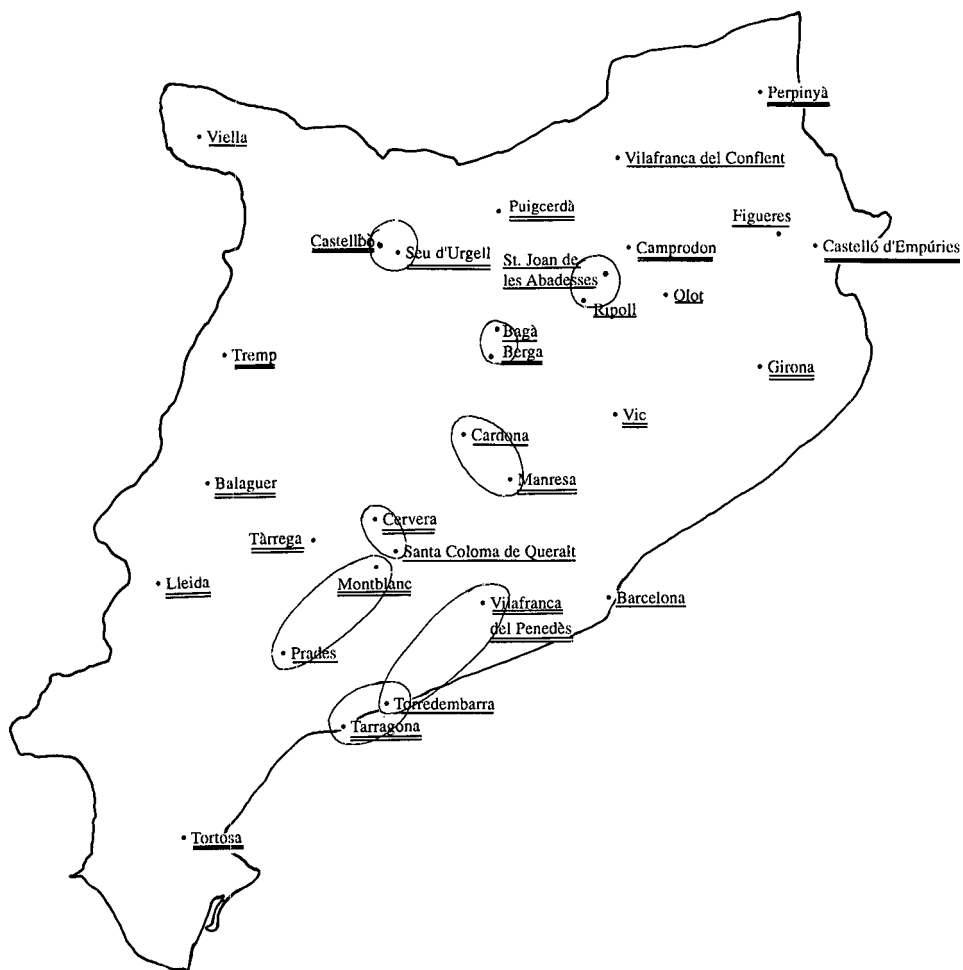 Perpinyà
Viella
Vilafranca del Conflent
Puigcerdà
Figueres
Castellbò
Seu d'Urgell
St. Joan de
les Abadesses
Camprodon
Castelló d'Empúries
Olot
Ripoll
Bagà
Berga
Tremp
Girona
Vic
Cardona
Manresa
Balaguer
Cervera
Tàrrega
Santa Coloma de Queralt
Lleida
Montblanc
Vilafranca
del Penedès
Barcelona
Prades
Torredembarra
Tarragona
Tortosa